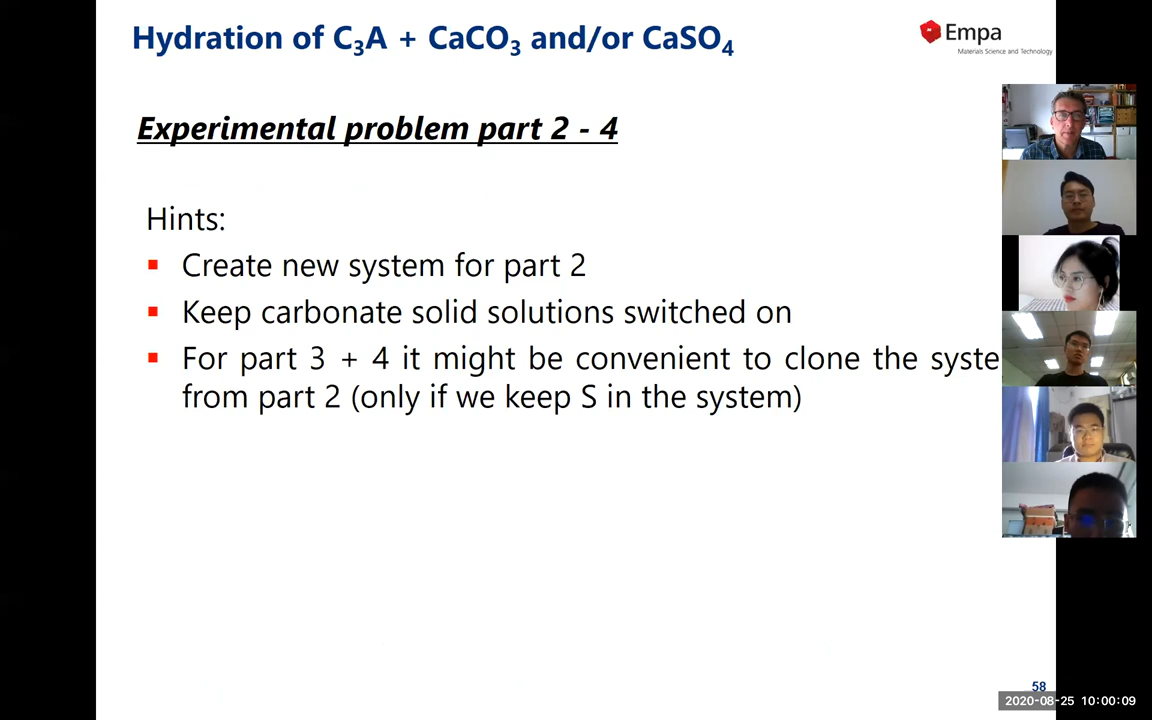 Hydration of C₃A + CaCO₃ and/or CaSO₄
Empa
Materials Science and Technology
Experimental problem part 2 - 4
Hints:
▪ Create new system for part 2
▪ Keep carbonate solid solutions switched on
▪ For part 3 + 4 it might be convenient to clone the syste
from part 2 (only if we keep S in the system)
58
2020-08-25 10:00:09